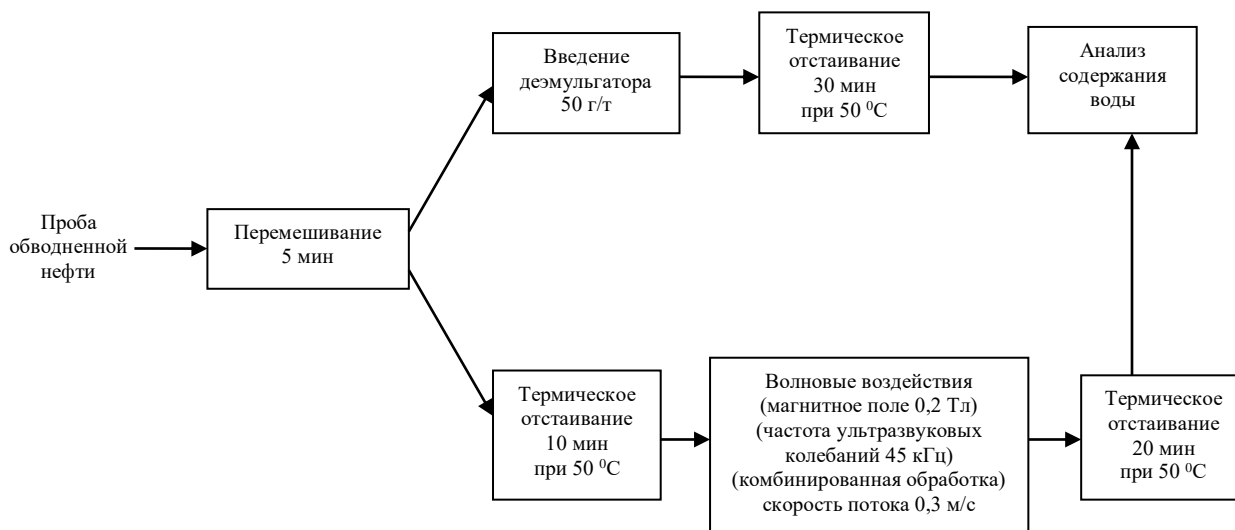 Проба
обводненной
нефти
Перемешивание
5 мин
Введение
деэмульгатора
50 г/т
Термическое
отстаивание
30 мин
при 50 ⁰С
Анализ
содержания
воды
Термическое
отстаивание
10 мин
при 50 ⁰С
Волновые воздействия
(магнитное поле 0,2 Тл)
(частота ультразвуковых
колебаний 45 кГц)
(комбинированная обработка)
скорость потока 0,3 м/с
Термическое
отстаивание
20 мин
при 50 ⁰С